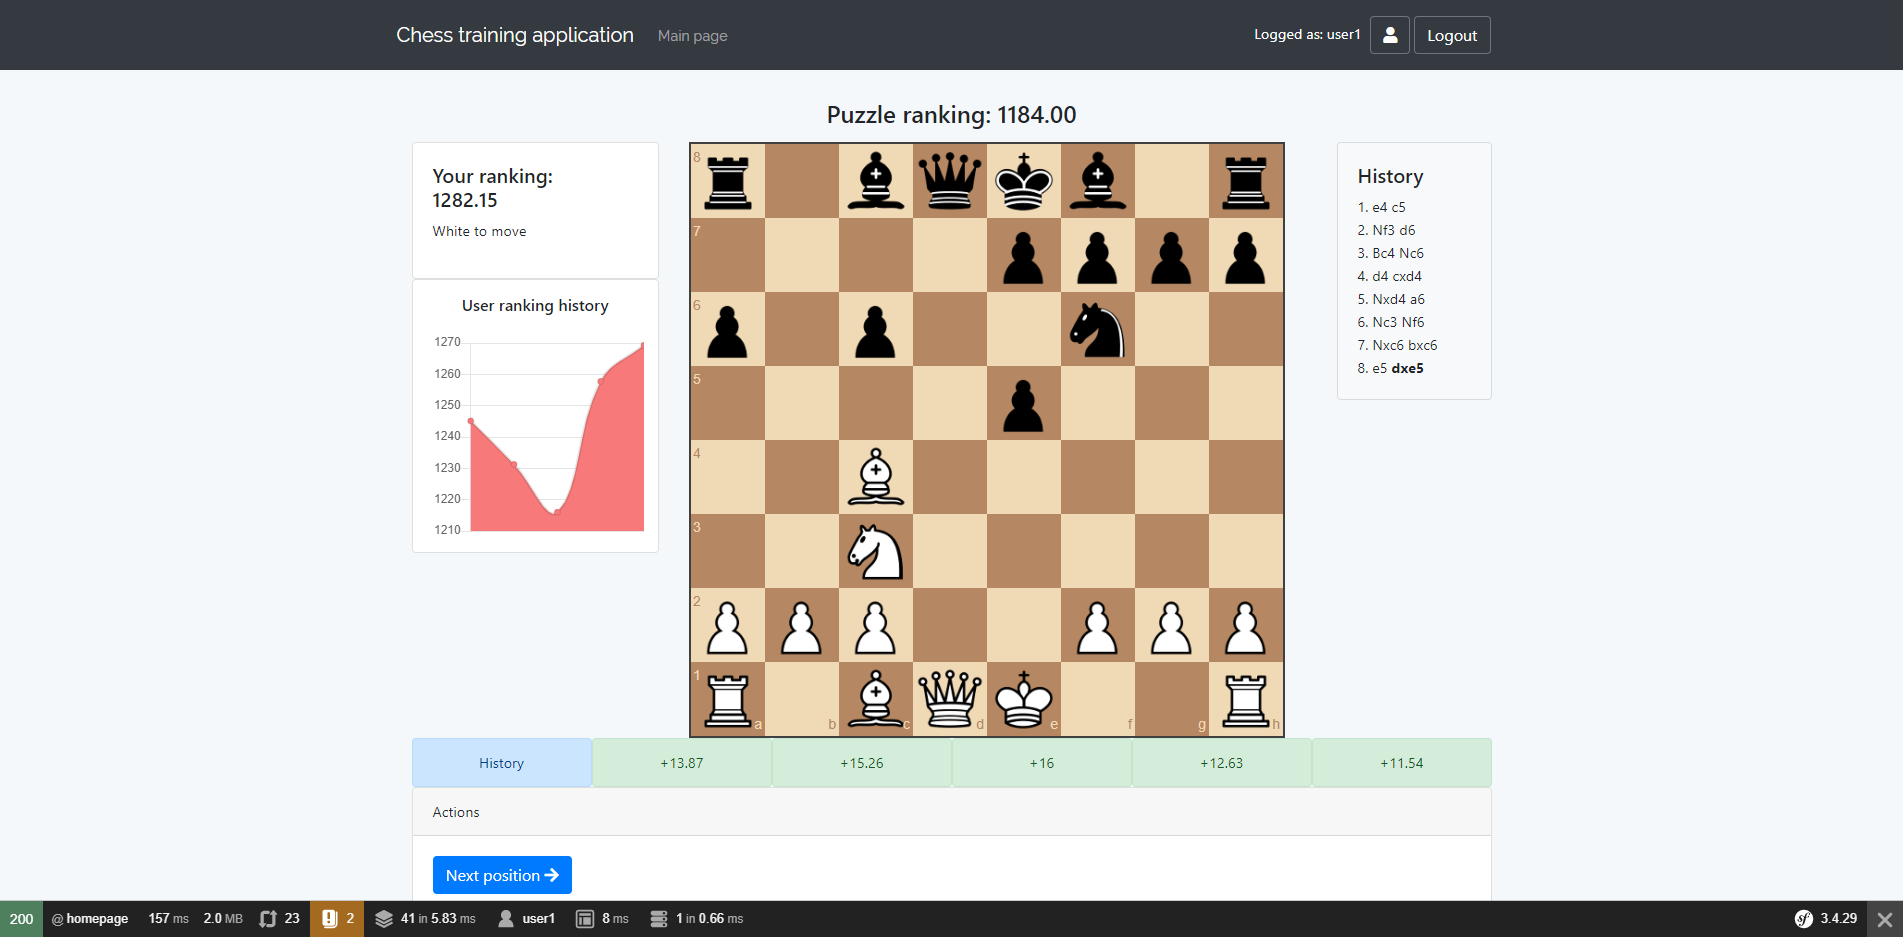 Chess training application Main page Logged as: user1 Logout
Puzzle ranking: 1184.00
Your ranking:
1282.15
White to move
User ranking history
1270
1260
1250
1240
1230
1220
1210
8
7
6
5
4
3
2
1
a b c d e f g h
History
1. e4 c5
2. Nf3 d6
3. Bc4 Nc6
4. d4 cxd4
5. Nxd4 a6
6. Nc3 Nf6
7. Nxc6 bxc6
8. e5 dxe5
History +13.87 +15.26 +16 +12.63 +11.54
Actions
Next position
200 @ homepage 157 ms 2.0 MB 23 2 41 in 5.83 ms user1 8 ms 1 in 0.66 ms sf 3.4.29